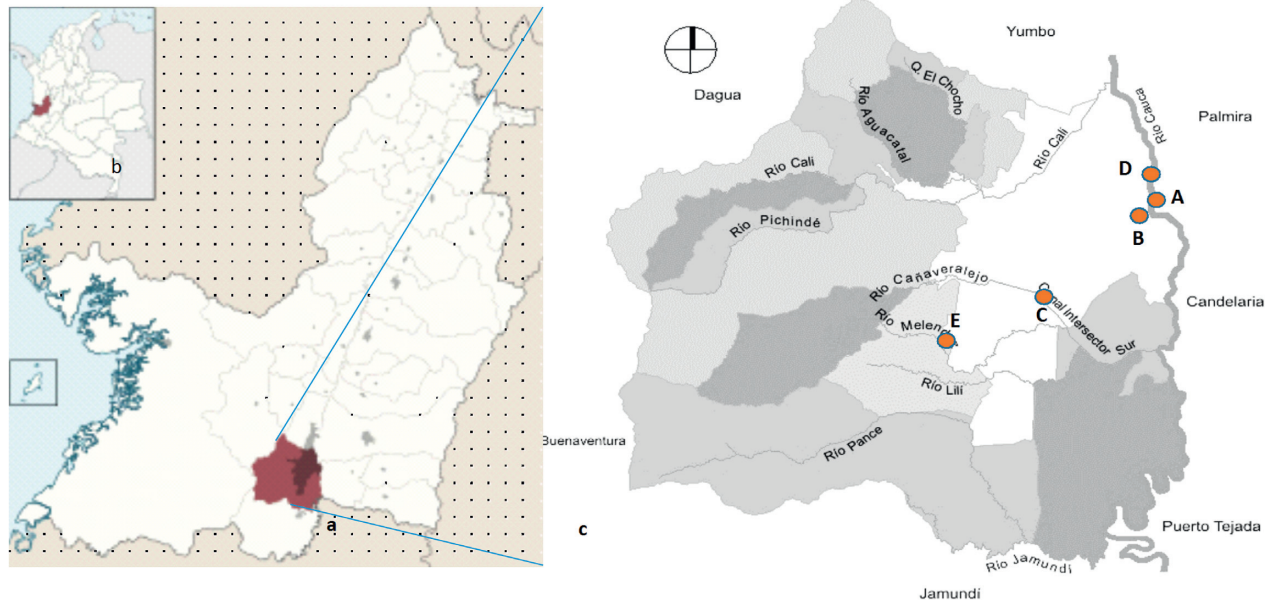 b
a
c
Yumbo
Dagua
Palmira
Candelaria
Buenaventura
Puerto Tejada
Jamundí
Q. El Chocho
Río Aguacatal
Río Cali
Río Cauca
Río Cali
Río Pichindé
D
A
B
Río Cañaveralejo
C
Intersector Sur
Río
E
Río Lili
Río Pance
Río Jamundí